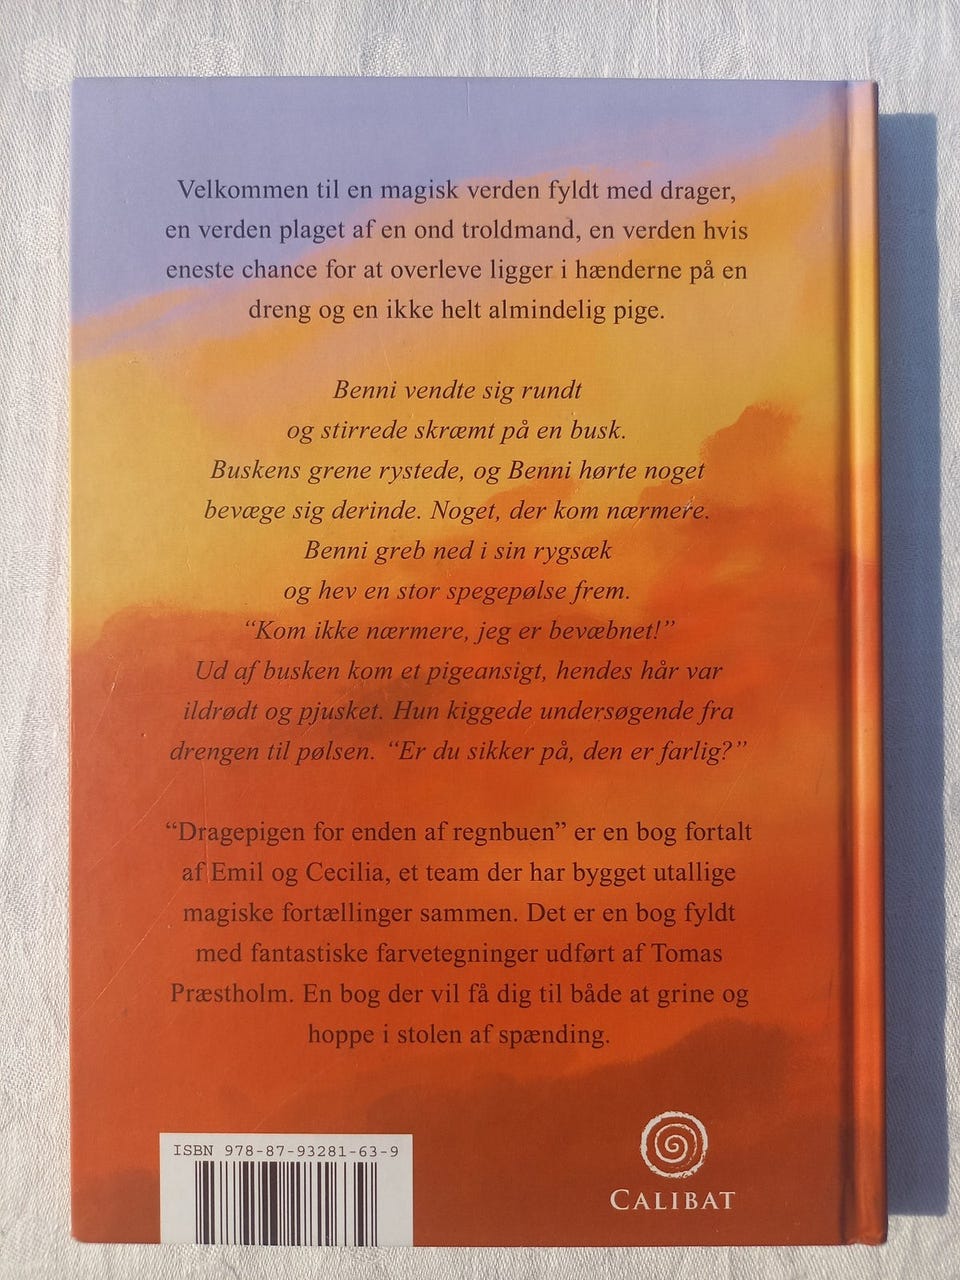 Velkommen til en magisk verden fyldt med drager,
en verden plaget af en ond troldmand, en verden hvis
eneste chance for at overleve ligger i hænderne på en
dreng og en ikke helt almindelig pige.
Benni vendte sig rundt
og stirrede skræmt på en busk.
Buskens grene rystede, og Benni hørte noget
bevæge sig derinde. Noget, der kom nærmere.
Benni greb ned i sin rygsæk
og hev en stor spegepølse frem.
“Kom ikke nærmere, jeg er bevæbnet!”
Ud af busken kom et pigeansigt, hendes hår var
ildrødt og pjusket. Hun kiggede undersøgende fra
drengen til pølsen. “Er du sikker på, den er farlig?”
“Dragepigen for enden af regnbuen” er en bog fortalt
af Emil og Cecilia, et team der har bygget utallige
magiske fortællinger sammen. Det er en bog fyldt
med fantastiske farvetegninger udført af Tomas
Præstholm. En bog der vil få dig til både at grine og
hoppe i stolen af spænding.
ISBN 978-87-93281-63-9
CALIBAT